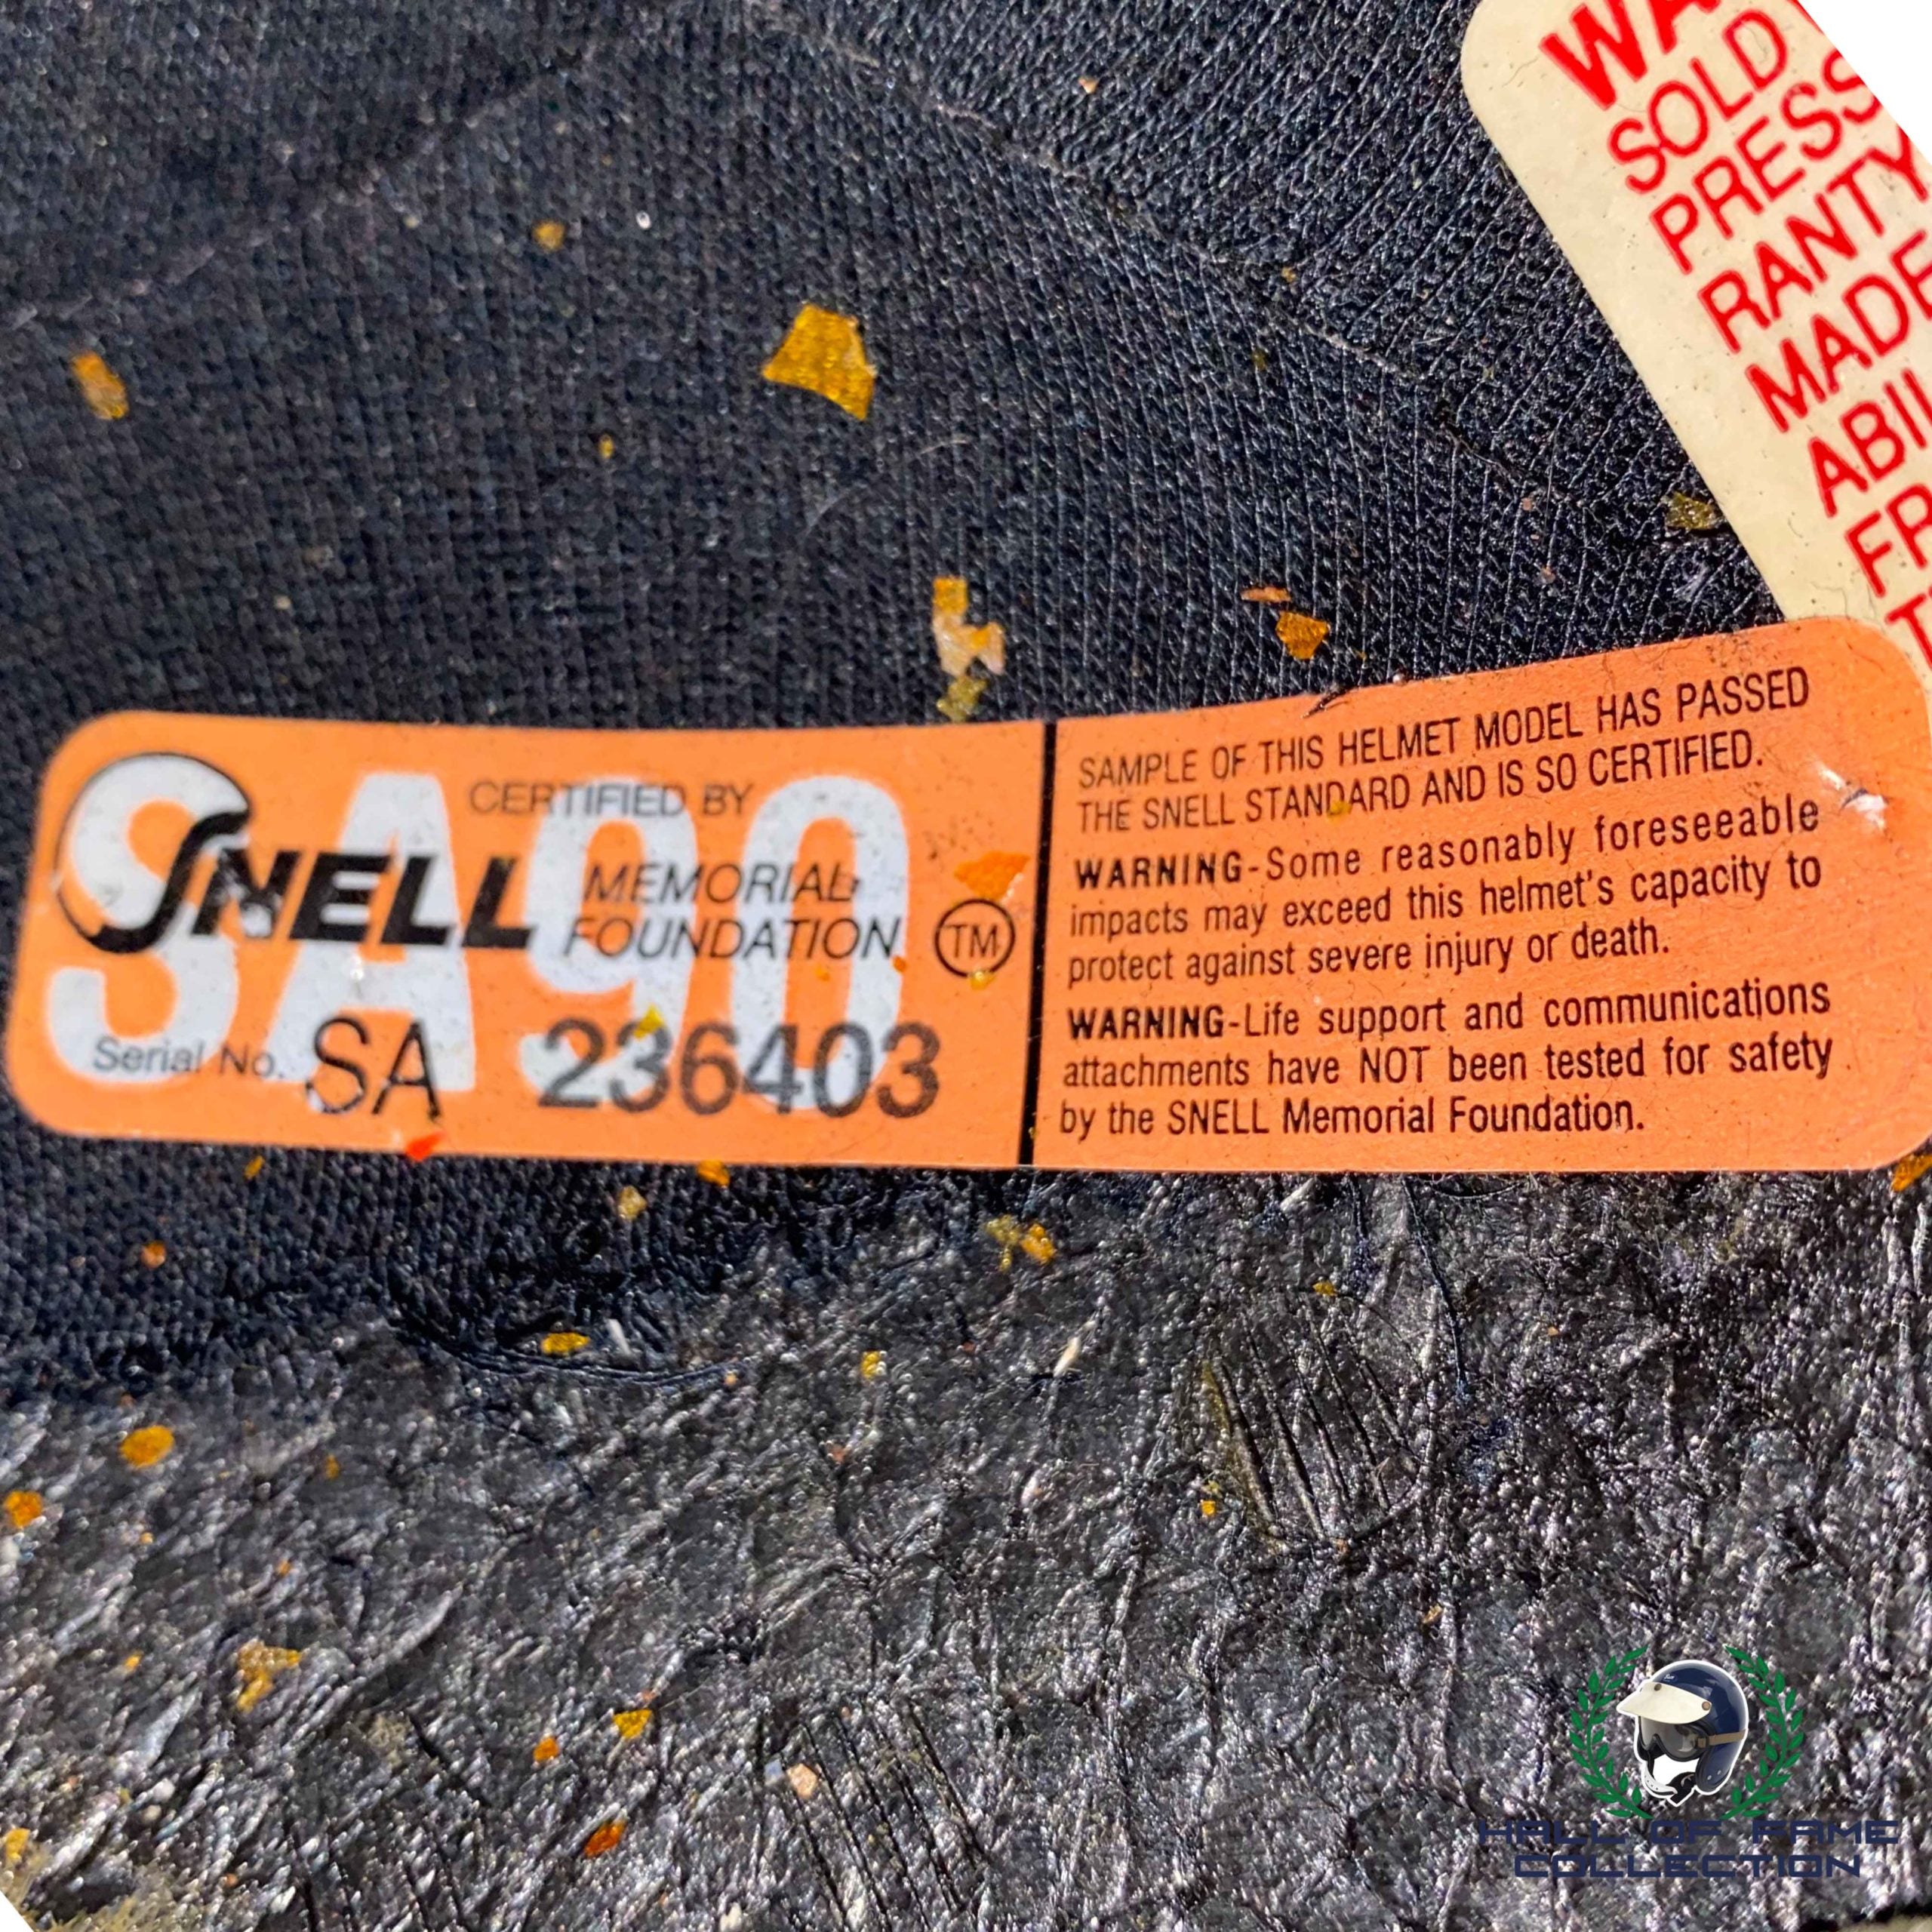 WA
SOLD
PRESS
RANTY
MADE
ABIL
FR
T
SA90
CERTIFIED BY
SNELL MEMORIAL
FOUNDATION TM
Serial No. SA 236403
SAMPLE OF THIS HELMET MODEL HAS PASSED
THE SNELL STANDARD AND IS SO CERTIFIED.
WARNING-Some reasonably foreseeable
impacts may exceed this helmet's capacity to
protect against severe injury or death.
WARNING-Life support and communications
attachments have NOT been tested for safety
by the SNELL Memorial Foundation.
HALL OF FAME
COLLECTION